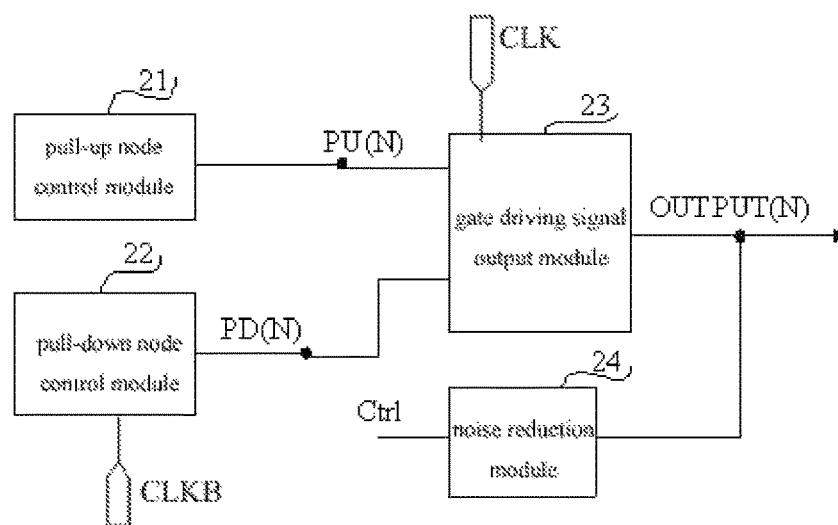 CLK
21
23
pull-up node
control module
PU(N)
gate driving signal
output module
OUTPUT(N)
22
pull-down node
control module
PD(N)
24
Ctrl
noise reduction
module
CLKB